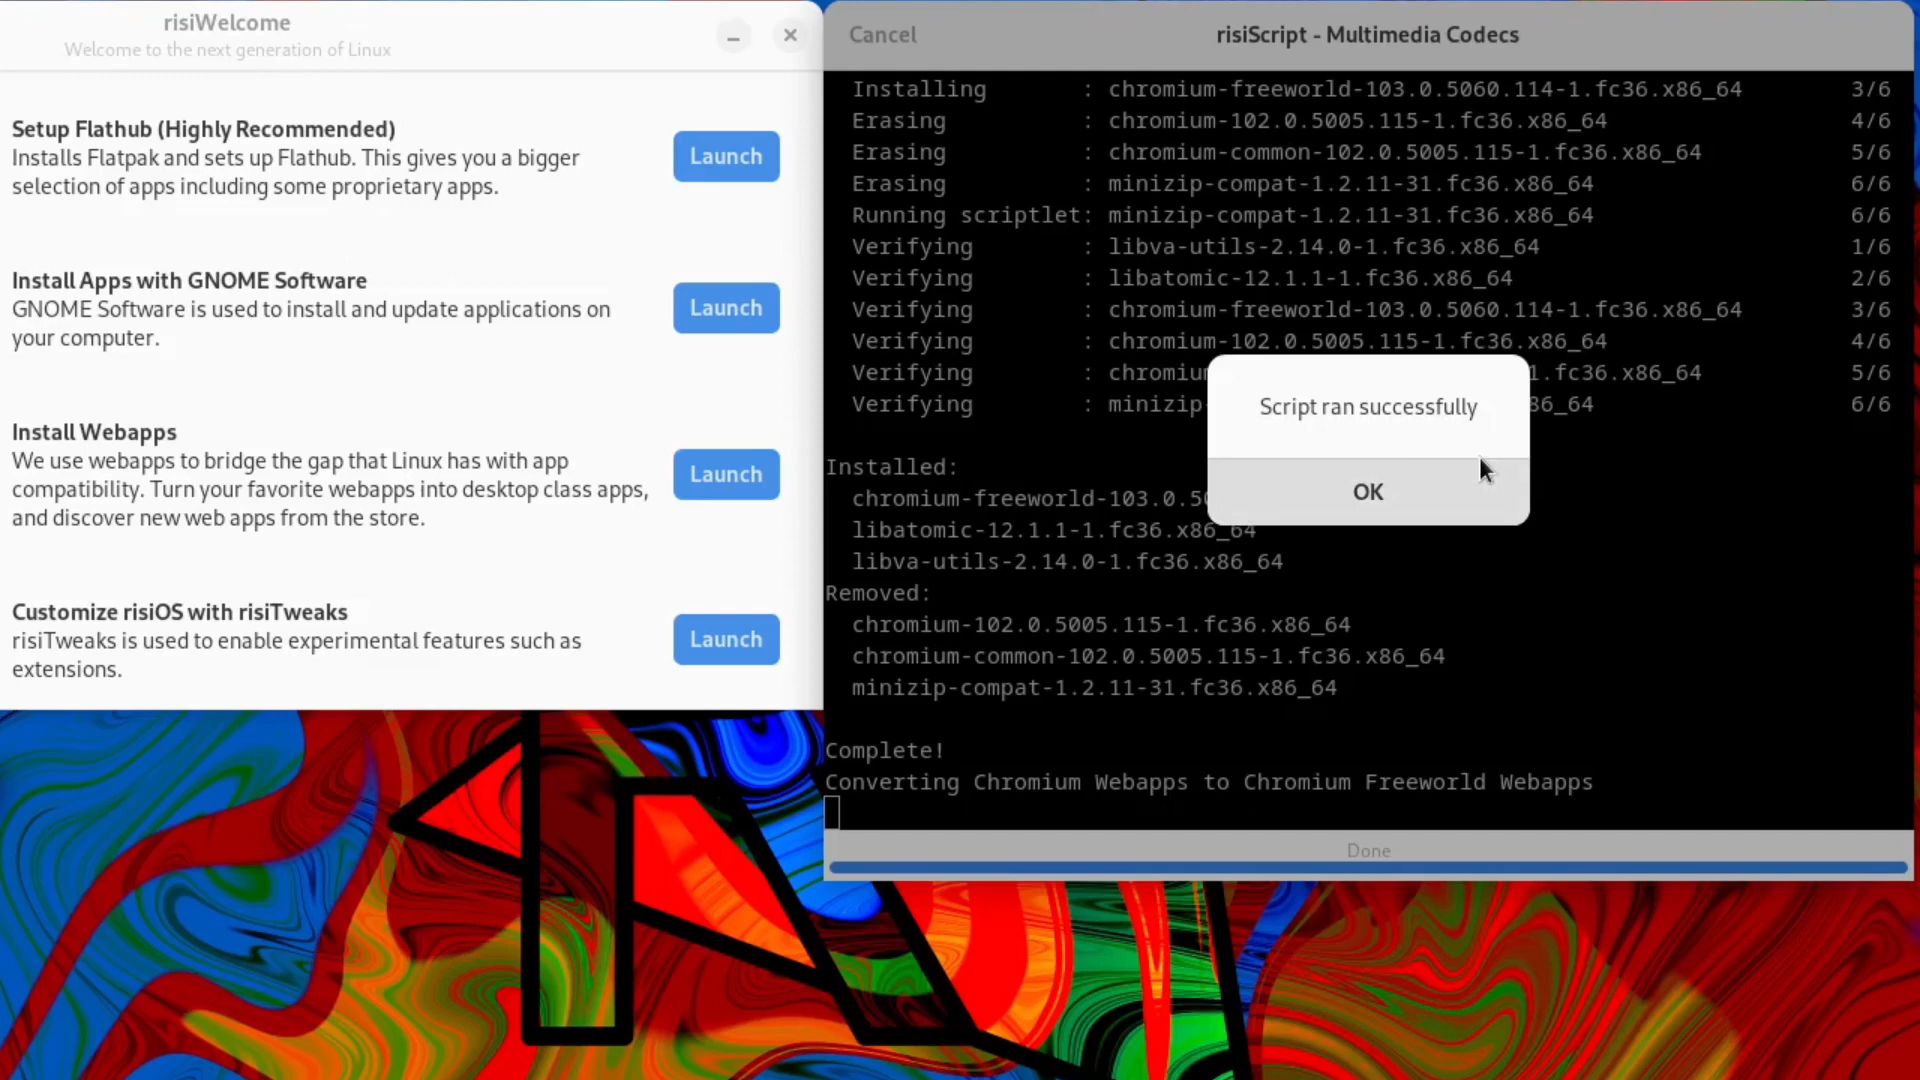 risiWelcome
Welcome to the next generation of Linux
Setup Flathub (Highly Recommended)
Installs Flatpak and sets up Flathub. This gives you a bigger
selection of apps including some proprietary apps.
Launch
Install Apps with GNOME Software
GNOME Software is used to install and update applications on
your computer.
Launch
Install Webapps
We use webapps to bridge the gap that Linux has with app
compatibility. Turn your favorite webapps into desktop class apps,
and discover new web apps from the store.
Launch
Customize risiOS with risiTweaks
risiTweaks is used to enable experimental features such as
extensions.
Launch
Cancel
risiScript - Multimedia Codecs
Installing : chromium-freeworld-103.0.5060.114-1.fc36.x86_64 3/6
Erasing : chromium-102.0.5005.115-1.fc36.x86_64 4/6
Erasing : chromium-common-102.0.5005.115-1.fc36.x86_64 5/6
Erasing : minizip-compat-1.2.11-31.fc36.x86_64 6/6
Running scriptlet: minizip-compat-1.2.11-31.fc36.x86_64 6/6
Verifying : libva-utils-2.14.0-1.fc36.x86_64 1/6
Verifying : libatomic-12.1.1-1.fc36.x86_64 2/6
Verifying : chromium-freeworld-103.0.5060.114-1.fc36.x86_64 3/6
Verifying : chromium-102.0.5005.115-1.fc36.x86_64 4/6
Verifying : chromiu 1.fc36.x86_64 5/6
Verifying : minizip- 86_64 6/6
Script ran successfully
OK
Installed:
chromium-freeworld-103.0.5
libatomic-12.1.1-1.fc36.x86_64
libva-utils-2.14.0-1.fc36.x86_64
Removed:
chromium-102.0.5005.115-1.fc36.x86_64
chromium-common-102.0.5005.115-1.fc36.x86_64
minizip-compat-1.2.11-31.fc36.x86_64
Complete!
Converting Chromium Webapps to Chromium Freeworld Webapps
Done